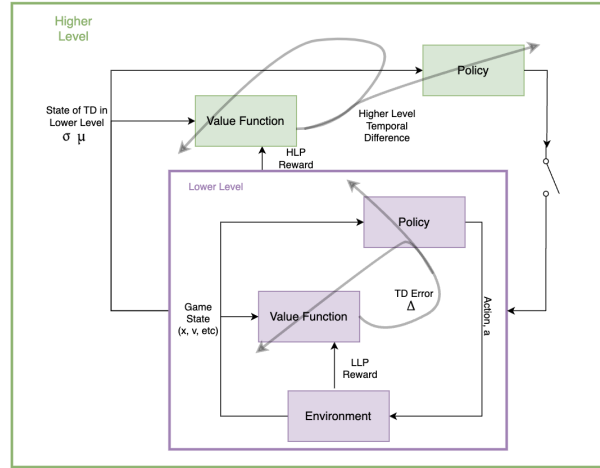 Higher
Level
Policy
State of TD in
Lower Level
σ μ
Value Function
Higher Level
Temporal
Difference
HLP
Reward
Lower Level
Policy
Game
State
(x, v, etc)
Value Function
TD Error
Δ
Action, a
LLP
Reward
Environment